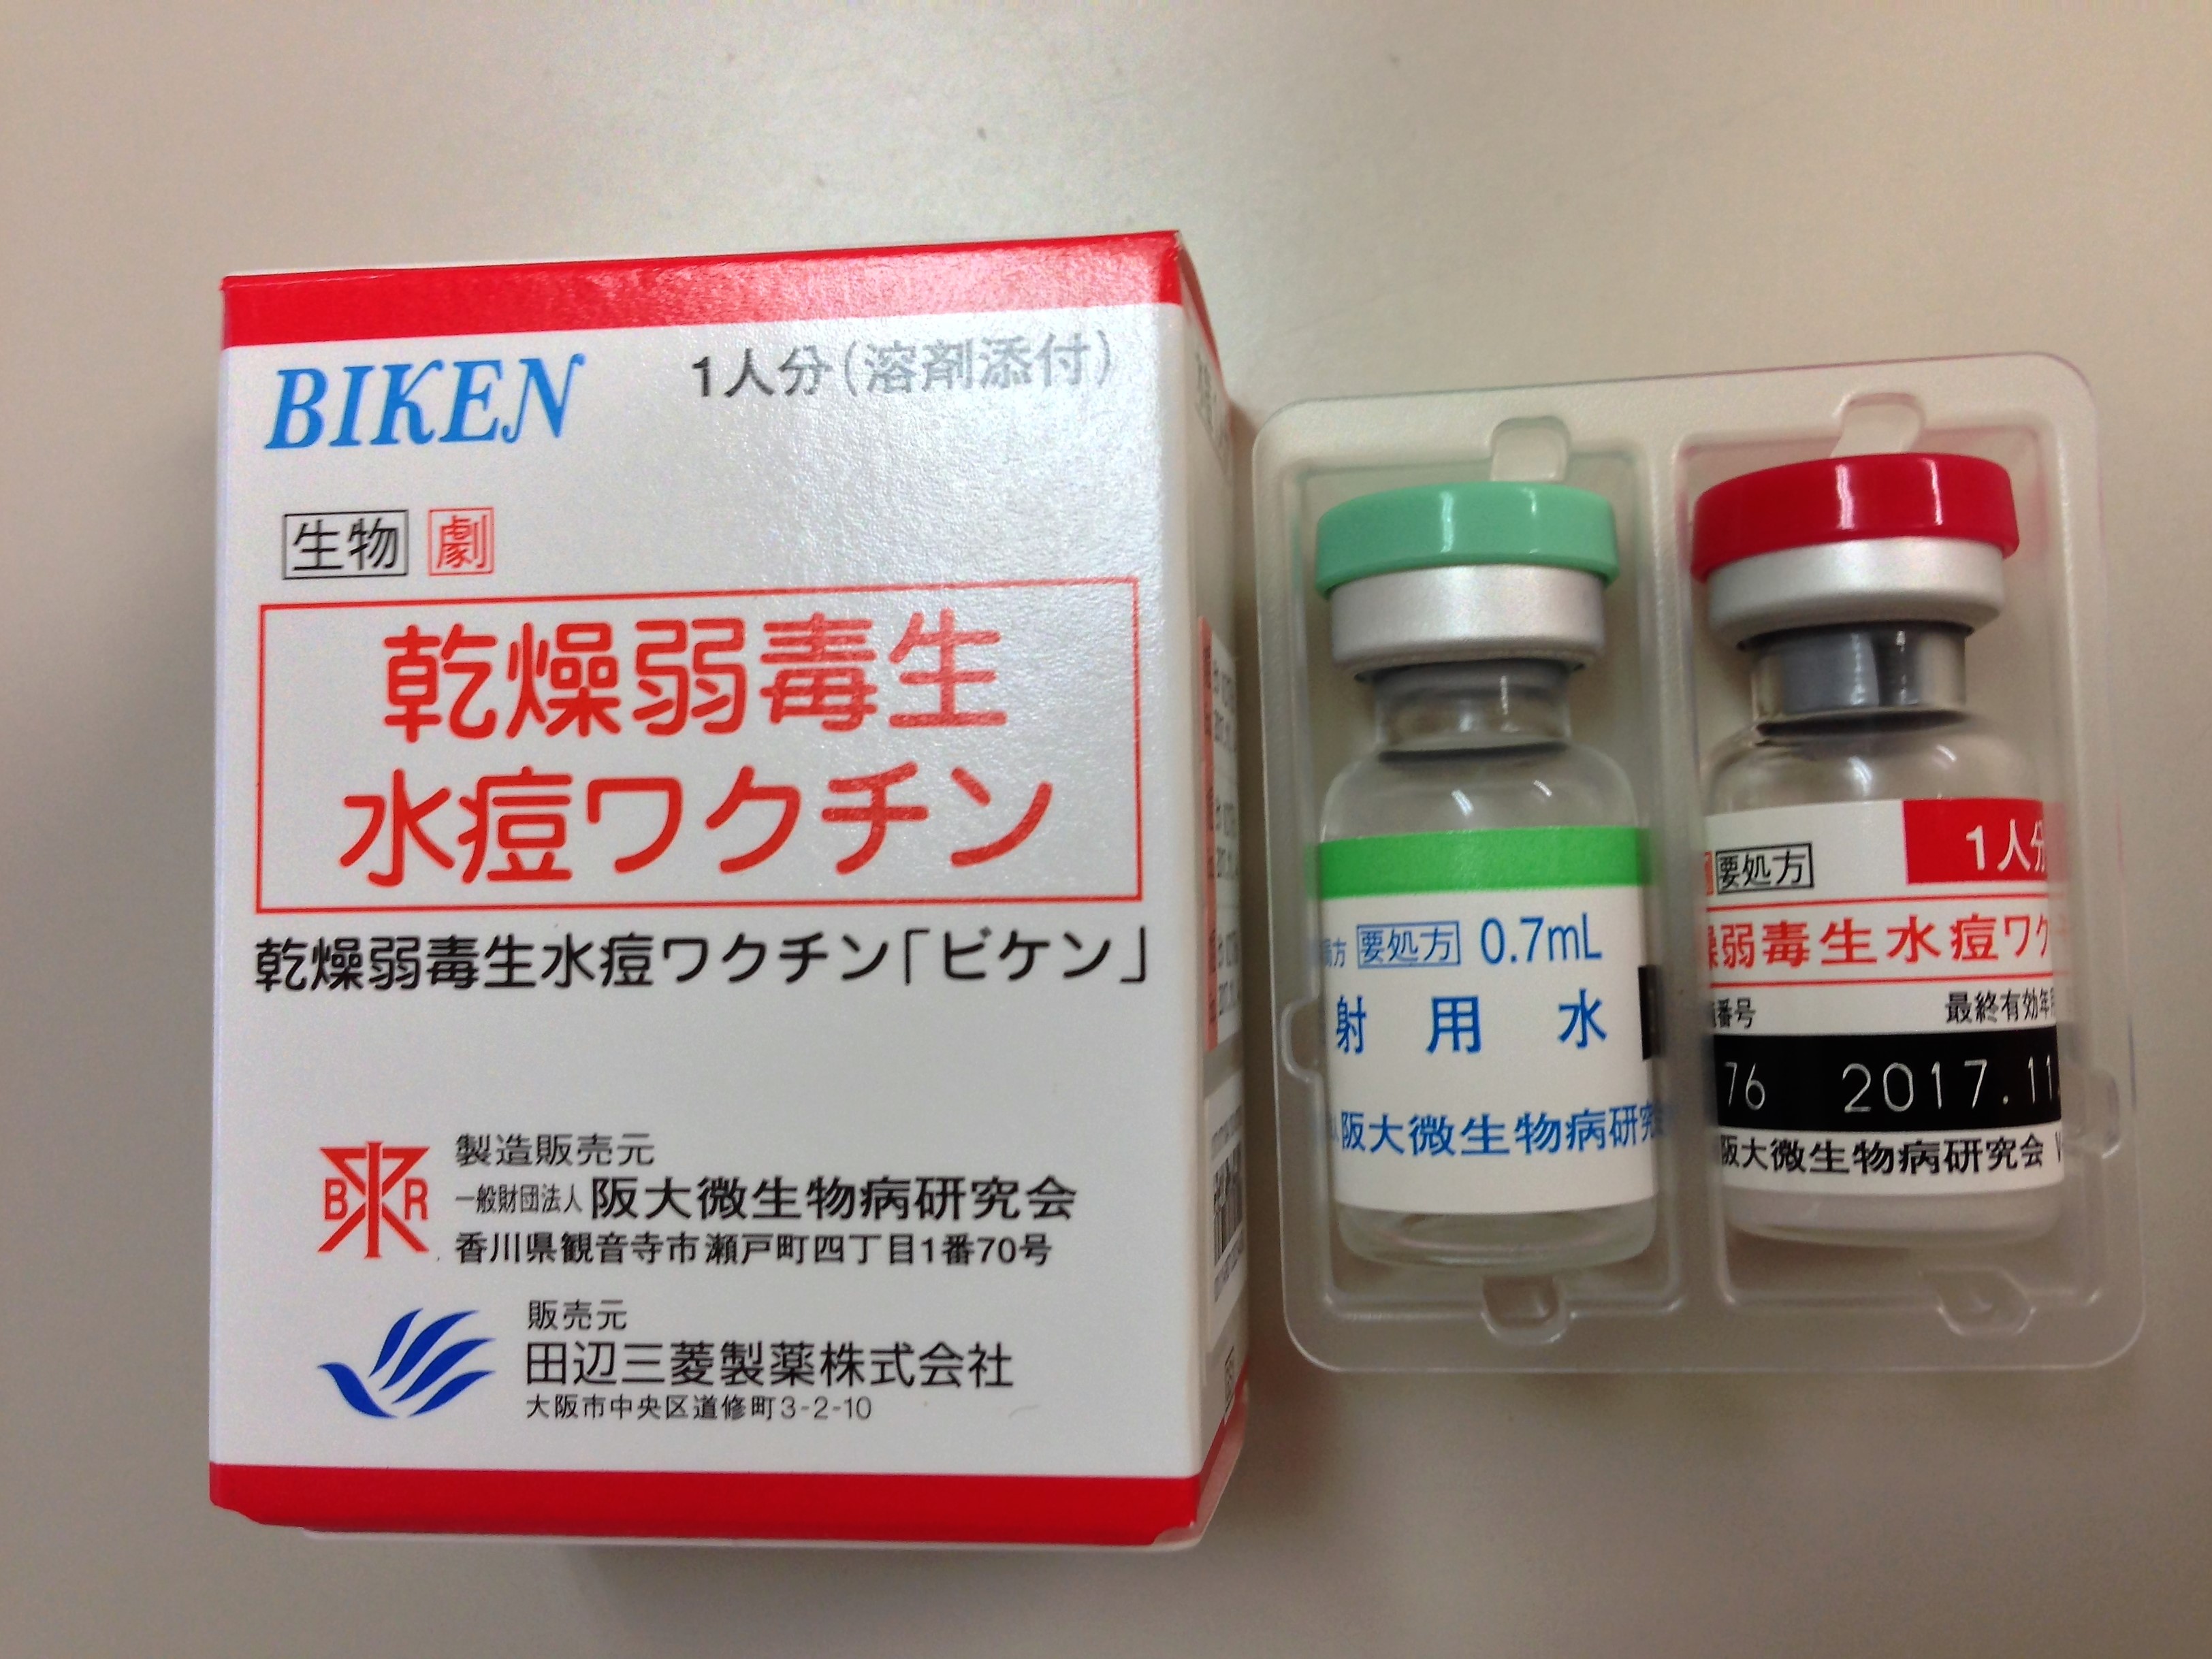 BIKEN
1人分(溶剤添付)
生物 劇
乾燥弱毒生
水痘ワクチン
乾燥弱毒生水痘ワクチン「ビケン」
B R
製造販売元
一般財団法人 阪大微生物病研究会
香川県観音寺市瀬戸町四丁目1番70号
販売元
田辺三菱製薬株式会社
大阪市中央区道修町3-2-10
要処方 0.7mL
射用水
阪大微生物病研究
1人分
要処方
弱毒生水痘ワク
番号 最終有効年
76 2017.11
阪大微生物病研究会